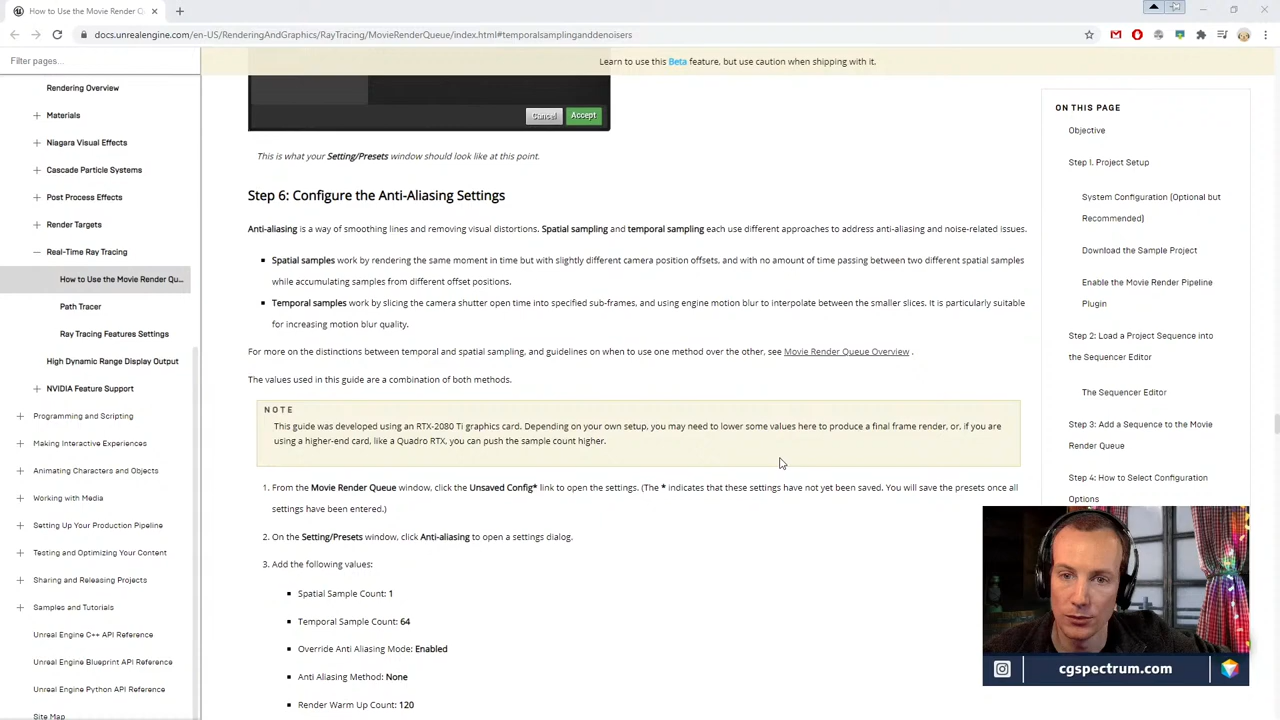 How to Use the Movie Render Q
docs.unrealengine.com/en-US/RenderingAndGraphics/RayTracing/MovieRenderQueue/index.html#temporalsamplinganddenoisers
Filter pages...
Learn to use this Beta feature, but use caution when shipping with it.
Rendering Overview
Materials
Niagara Visual Effects
Cascade Particle Systems
Post Process Effects
Render Targets
Real-Time Ray Tracing
How to Use the Movie Render Qu...
Path Tracer
Ray Tracing Features Settings
High Dynamic Range Display Output
NVIDIA Feature Support
Programming and Scripting
Making Interactive Experiences
Animating Characters and Objects
Working with Media
Setting Up Your Production Pipeline
Testing and Optimizing Your Content
Sharing and Releasing Projects
Samples and Tutorials
Unreal Engine C++ API Reference
Unreal Engine Blueprint API Reference
Unreal Engine Python API Reference
Site Map
Cancel
Accept
This is what your Setting/Presets window should look like at this point.
Step 6: Configure the Anti-Aliasing Settings
Anti-aliasing is a way of smoothing lines and removing visual distortions. Spatial sampling and temporal sampling each use different approaches to address anti-aliasing and noise-related issues.
Spatial samples work by rendering the same moment in time but with slightly different camera position offsets, and with no amount of time passing between two different spatial samples
while accumulating samples from different offset positions.
Temporal samples work by slicing the camera shutter open time into specified sub-frames, and using engine motion blur to interpolate between the smaller slices. It is particularly suitable
for increasing motion blur quality.
For more on the distinctions between temporal and spatial sampling, and guidelines on when to use one method over the other, see Movie Render Queue Overview .
The values used in this guide are a combination of both methods.
NOTE
This guide was developed using an RTX-2080 Ti graphics card. Depending on your own setup, you may need to lower some values here to produce a final frame render, or, if you are
using a higher-end card, like a Quadro RTX, you can push the sample count higher.
1. From the Movie Render Queue window, click the Unsaved Config* link to open the settings. (The * indicates that these settings have not yet been saved. You will save the presets once all
settings have been entered.)
2. On the Setting/Presets window, click Anti-aliasing to open a settings dialog.
3. Add the following values:
Spatial Sample Count: 1
Temporal Sample Count: 64
Override Anti Aliasing Mode: Enabled
Anti Aliasing Method: None
Render Warm Up Count: 120
ON THIS PAGE
Objective
Step 1. Project Setup
System Configuration (Optional but
Recommended)
Download the Sample Project
Enable the Movie Render Pipeline
Plugin
Step 2: Load a Project Sequence into
the Sequencer Editor
The Sequencer Editor
Step 3: Add a Sequence to the Movie
Render Queue
Step 4: How to Select Configuration
Options
cgspectrum.com